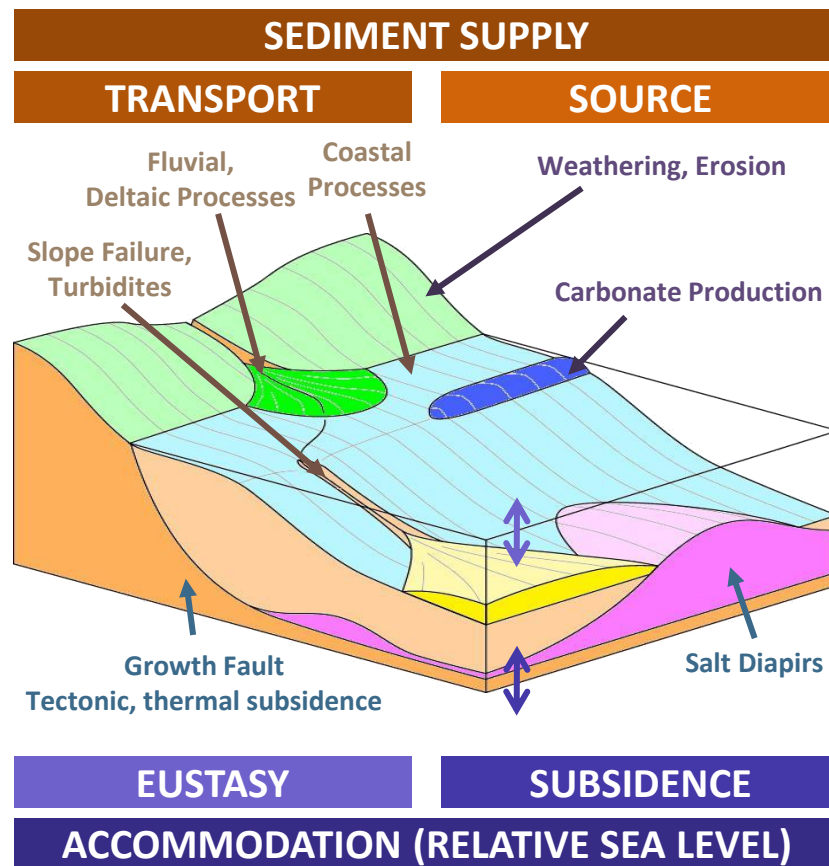 SEDIMENT SUPPLY
TRANSPORT
SOURCE
Fluvial,
Deltaic Processes
Coastal
Processes
Weathering, Erosion
Slope Failure,
Turbidites
Carbonate Production
Growth Fault
Tectonic, thermal subsidence
Salt Diapirs
EUSTASY
SUBSIDENCE
ACCOMMODATION (RELATIVE SEA LEVEL)